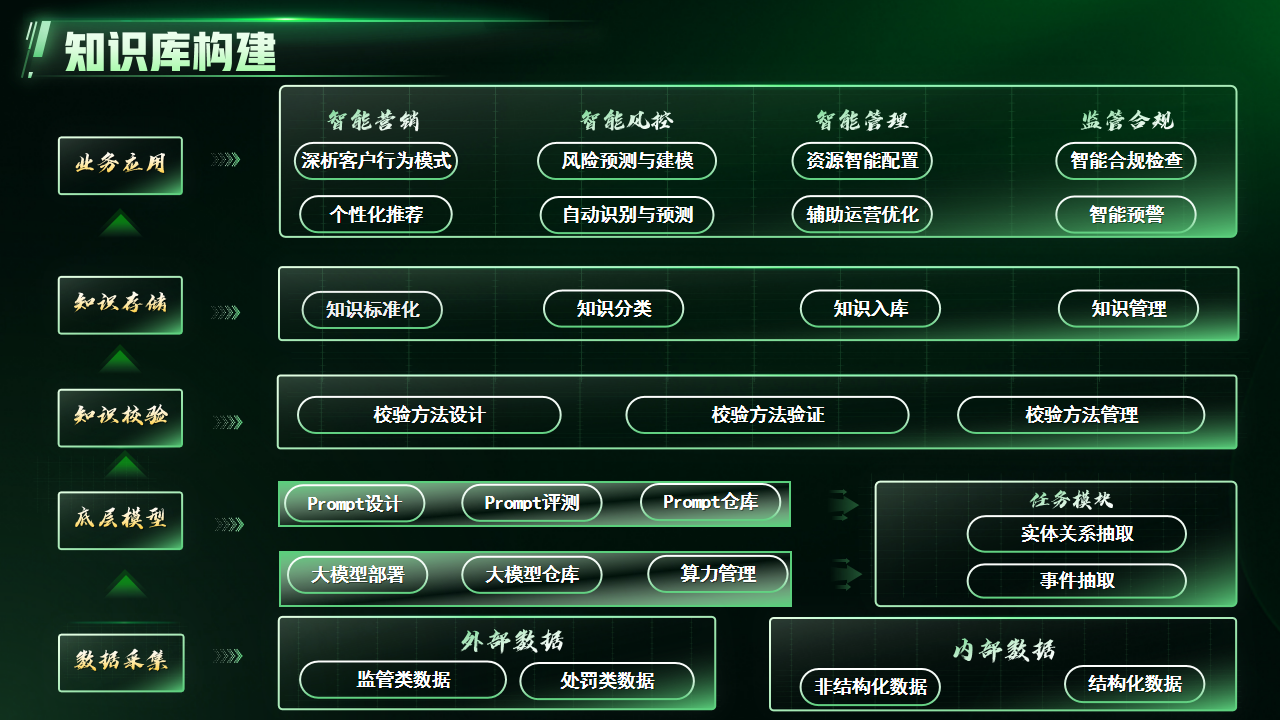 知识库构建
业务应用
智能营销
智能风控
智能管理
监管合规
深析客户行为模式
风险预测与建模
资源智能配置
智能合规检查
个性化推荐
自动识别与预测
辅助运营优化
智能预警
知识存储
知识标准化
知识分类
知识入库
知识管理
知识校验
校验方法设计
校验方法验证
校验方法管理
底层模型
Prompt设计
Prompt评测
Prompt仓库
大模型部署
大模型仓库
算力管理
任务模块
实体关系抽取
事件抽取
数据采集
外部数据
监管类数据
处罚类数据
内部数据
非结构化数据
结构化数据